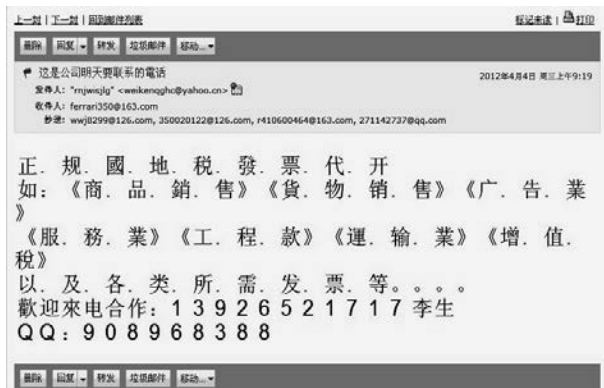 上一封 | 下一封 | 回到邮件列表 标记未读 | 打印
删除 回复 转发 垃圾邮件 移动...
这是公司明天要联系的電话 2012年4月4日 周三上午9:19
发件人: "rnjwisjlg" <weikenqghc@yahoo.cn>
收件人: ferrari350@163.com
抄送: wwj8299@126.com, 350020122@126.com, r410600464@163.com, 271142737@qq.com
正. 规. 國. 地. 税. 發. 票. 代. 开
如: 《商. 品. 銷. 售》《貨. 物. 销. 售》《广. 告. 業
》
《服. 務. 業》《工. 程. 款》《運. 输. 業》《增. 值.
税》
以. 及. 各. 类. 所. 需. 发. 票. 等。。。。
歡迎來电合作: 1 3 9 2 6 5 2 1 7 1 7 李生
Q Q : 9 0 8 9 6 8 3 8 8
删除 回复 转发 垃圾邮件 移动...